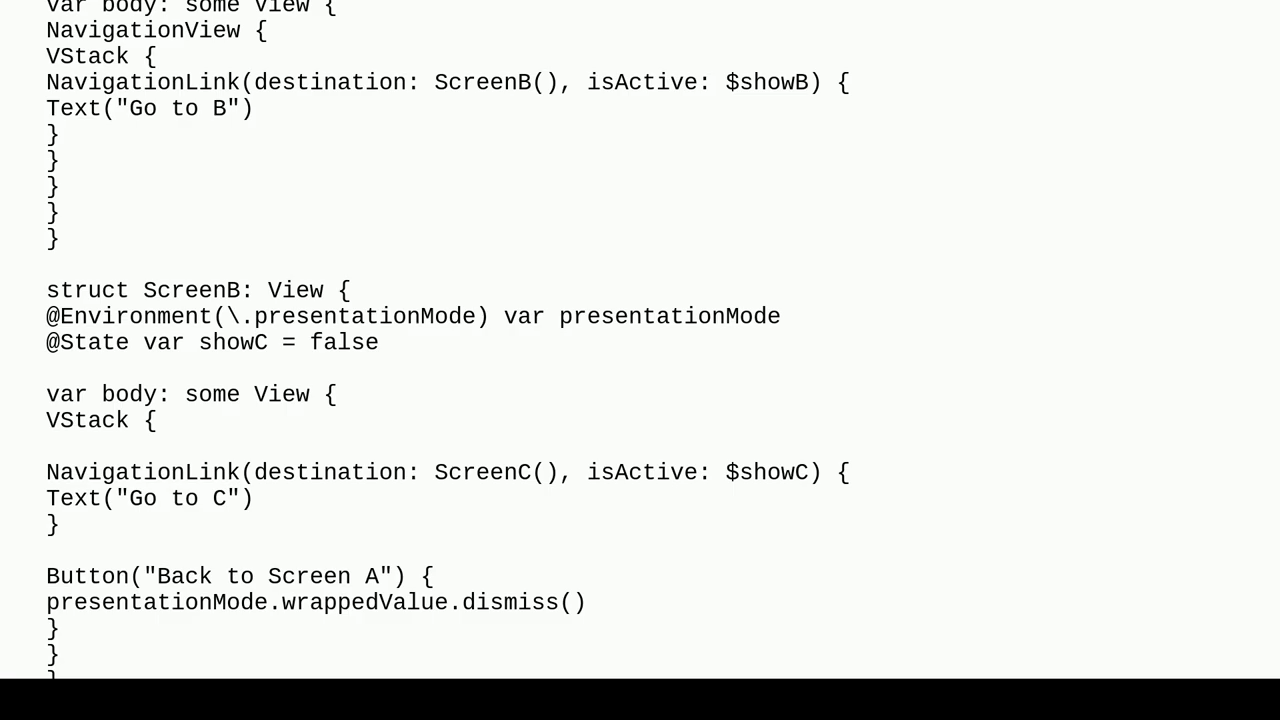 var body: some View {
NavigationView {
VStack {
NavigationLink(destination: ScreenB(), isActive: $showB) {
Text("Go to B")
}
}
}
}
}
struct ScreenB: View {
@Environment(\.presentationMode) var presentationMode
@State var showC = false
var body: some View {
VStack {
NavigationLink(destination: ScreenC(), isActive: $showC) {
Text("Go to C")
}
Button("Back to Screen A") {
presentationMode.wrappedValue.dismiss()
}
}
}